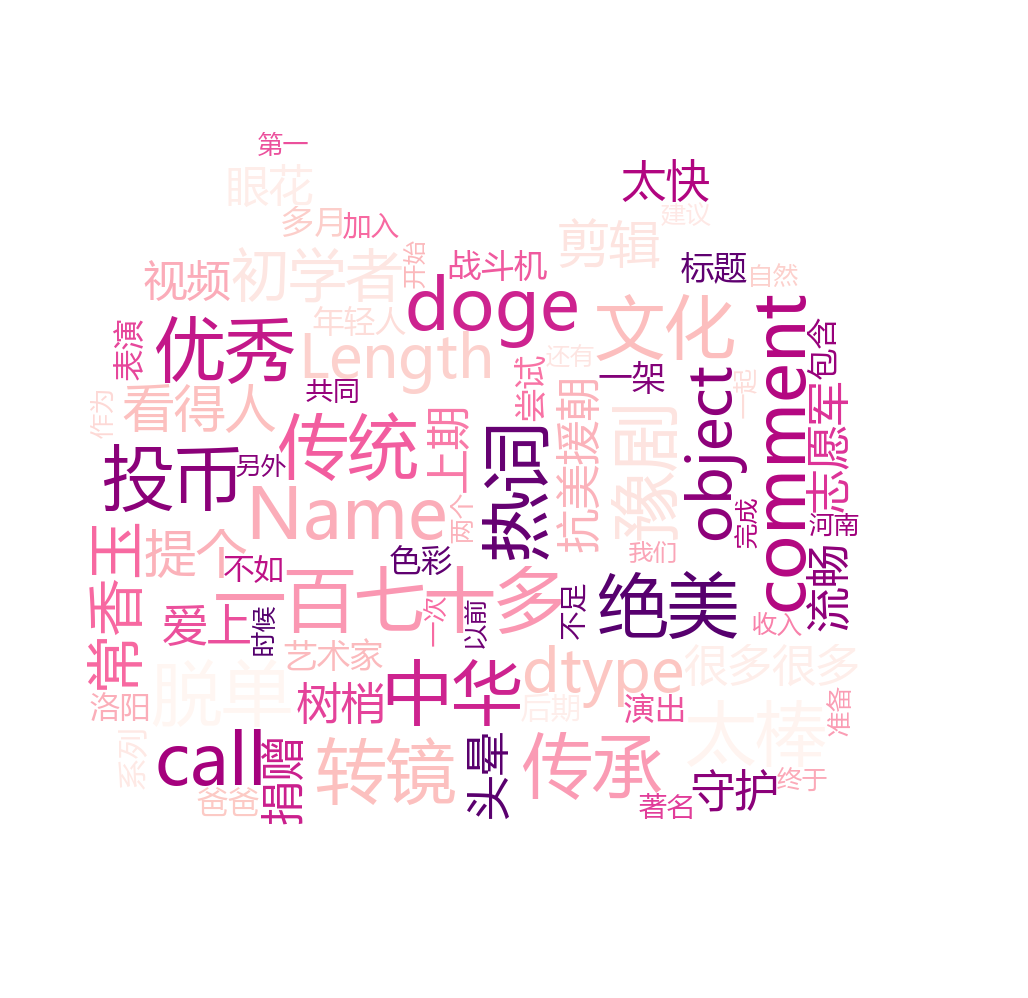 第一
眼花
太快
多月
加入
建议
剪辑
初学者
开始
战斗机
标题
自然
视频
doge
文化
comment
年轻人
优秀
表演
Length
还有
包含
尝试
一架
共同
object
一起
作为
看得人
传统
上期
热词
抗美援朝
豫剧
志愿军
投币
另外
Name
两个
完成
河南
常香玉
提个
不如
色彩
我们
一百七十多
绝美
流畅
爱上
时候
一次
以前
不足
收入
艺术家
脱单
中华
dtype
很多很多
洛阳
树梢
后期
演出
准备
太棒
系列
call
捐赠
转镜
头晕
传承
守护
终于
爸爸
著名